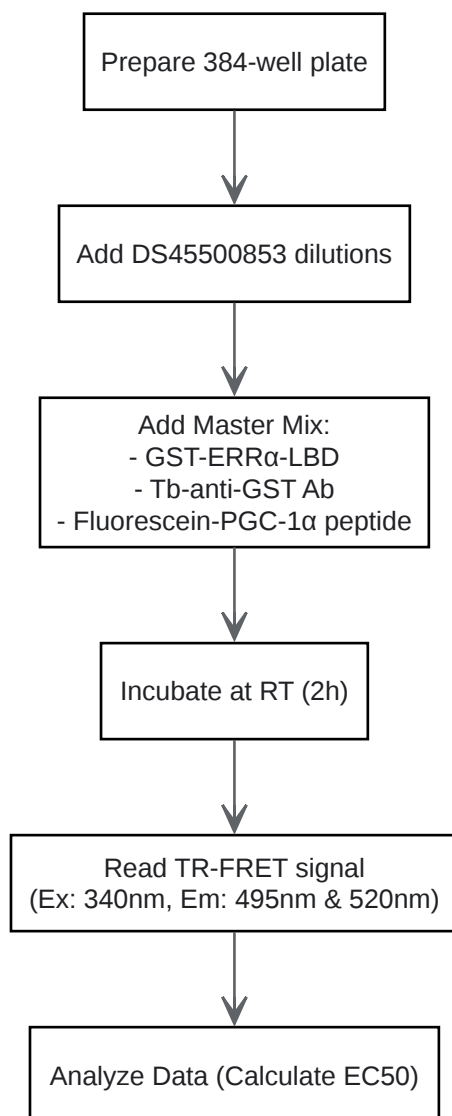 Prepare 384-well plate
Add DS45500853 dilutions
Add Master Mix:
- GST-ERRα-LBD
- Tb-anti-GST Ab
- Fluorescein-PGC-1α peptide
Incubate at RT (2h)
Read TR-FRET signal
(Ex: 340nm, Em: 495nm & 520nm)
Analyze Data (Calculate EC50)